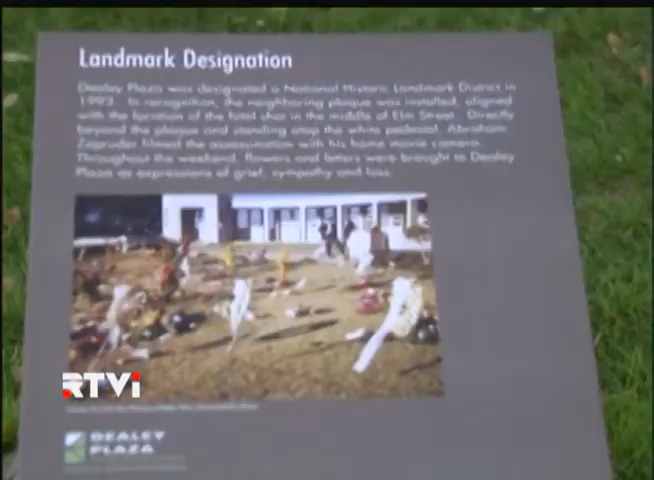 Landmark Designation
Dealey Plaza was designated a National Historic Landmark District in
1993. In recognition, the neighboring plaque was installed, aligned
with the location of the fatal shot in the middle of Elm Street. Directly
beyond the plaque and standing atop the white pedestal, Abraham
Zapruder filmed the assassination with his home movie camera.
Throughout the weekend, flowers and letters were brought to Dealey
Plaza as expressions of grief, sympathy and loss.
RTVi
DEALEY
PLAZA